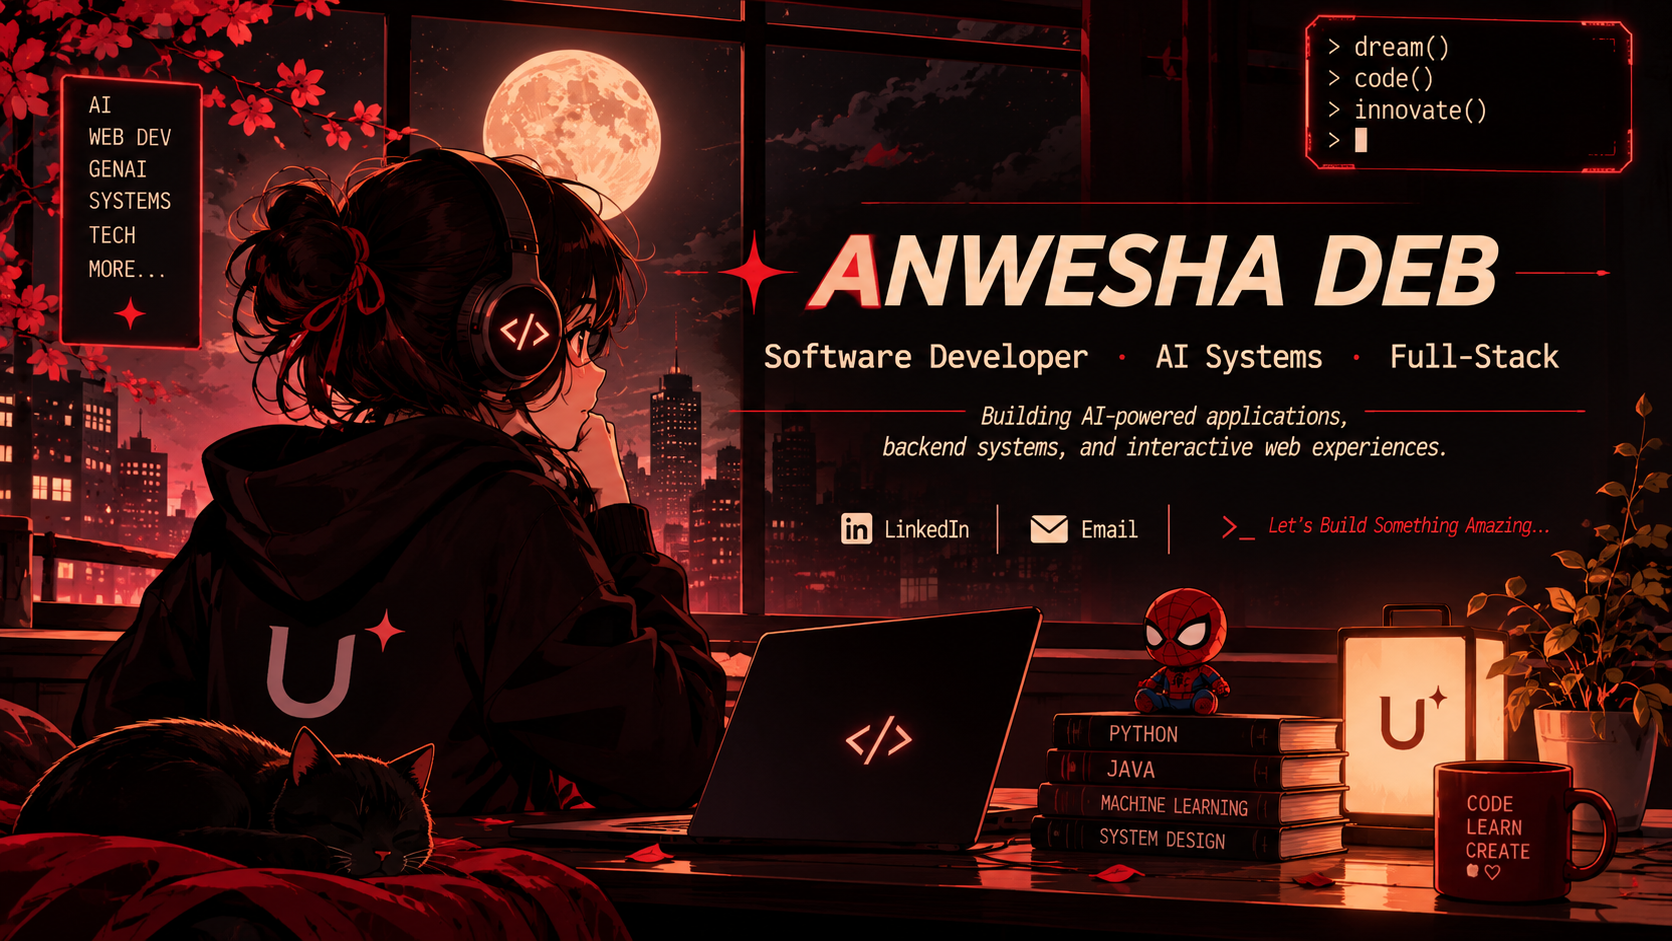 AI
WEB DEV
GENAI
SYSTEMS
TECH
MORE...
> dream()
> code()
> innovate()
>
ANWESHA DEB
Software Developer · AI Systems · Full-Stack
Building AI-powered applications,
backend systems, and interactive web experiences.
in LinkedIn
Email
>_ Let's Build Something Amazing...
</>
U
</>
PYTHON
JAVA
MACHINE LEARNING
SYSTEM DESIGN
U
CODE
LEARN
CREATE